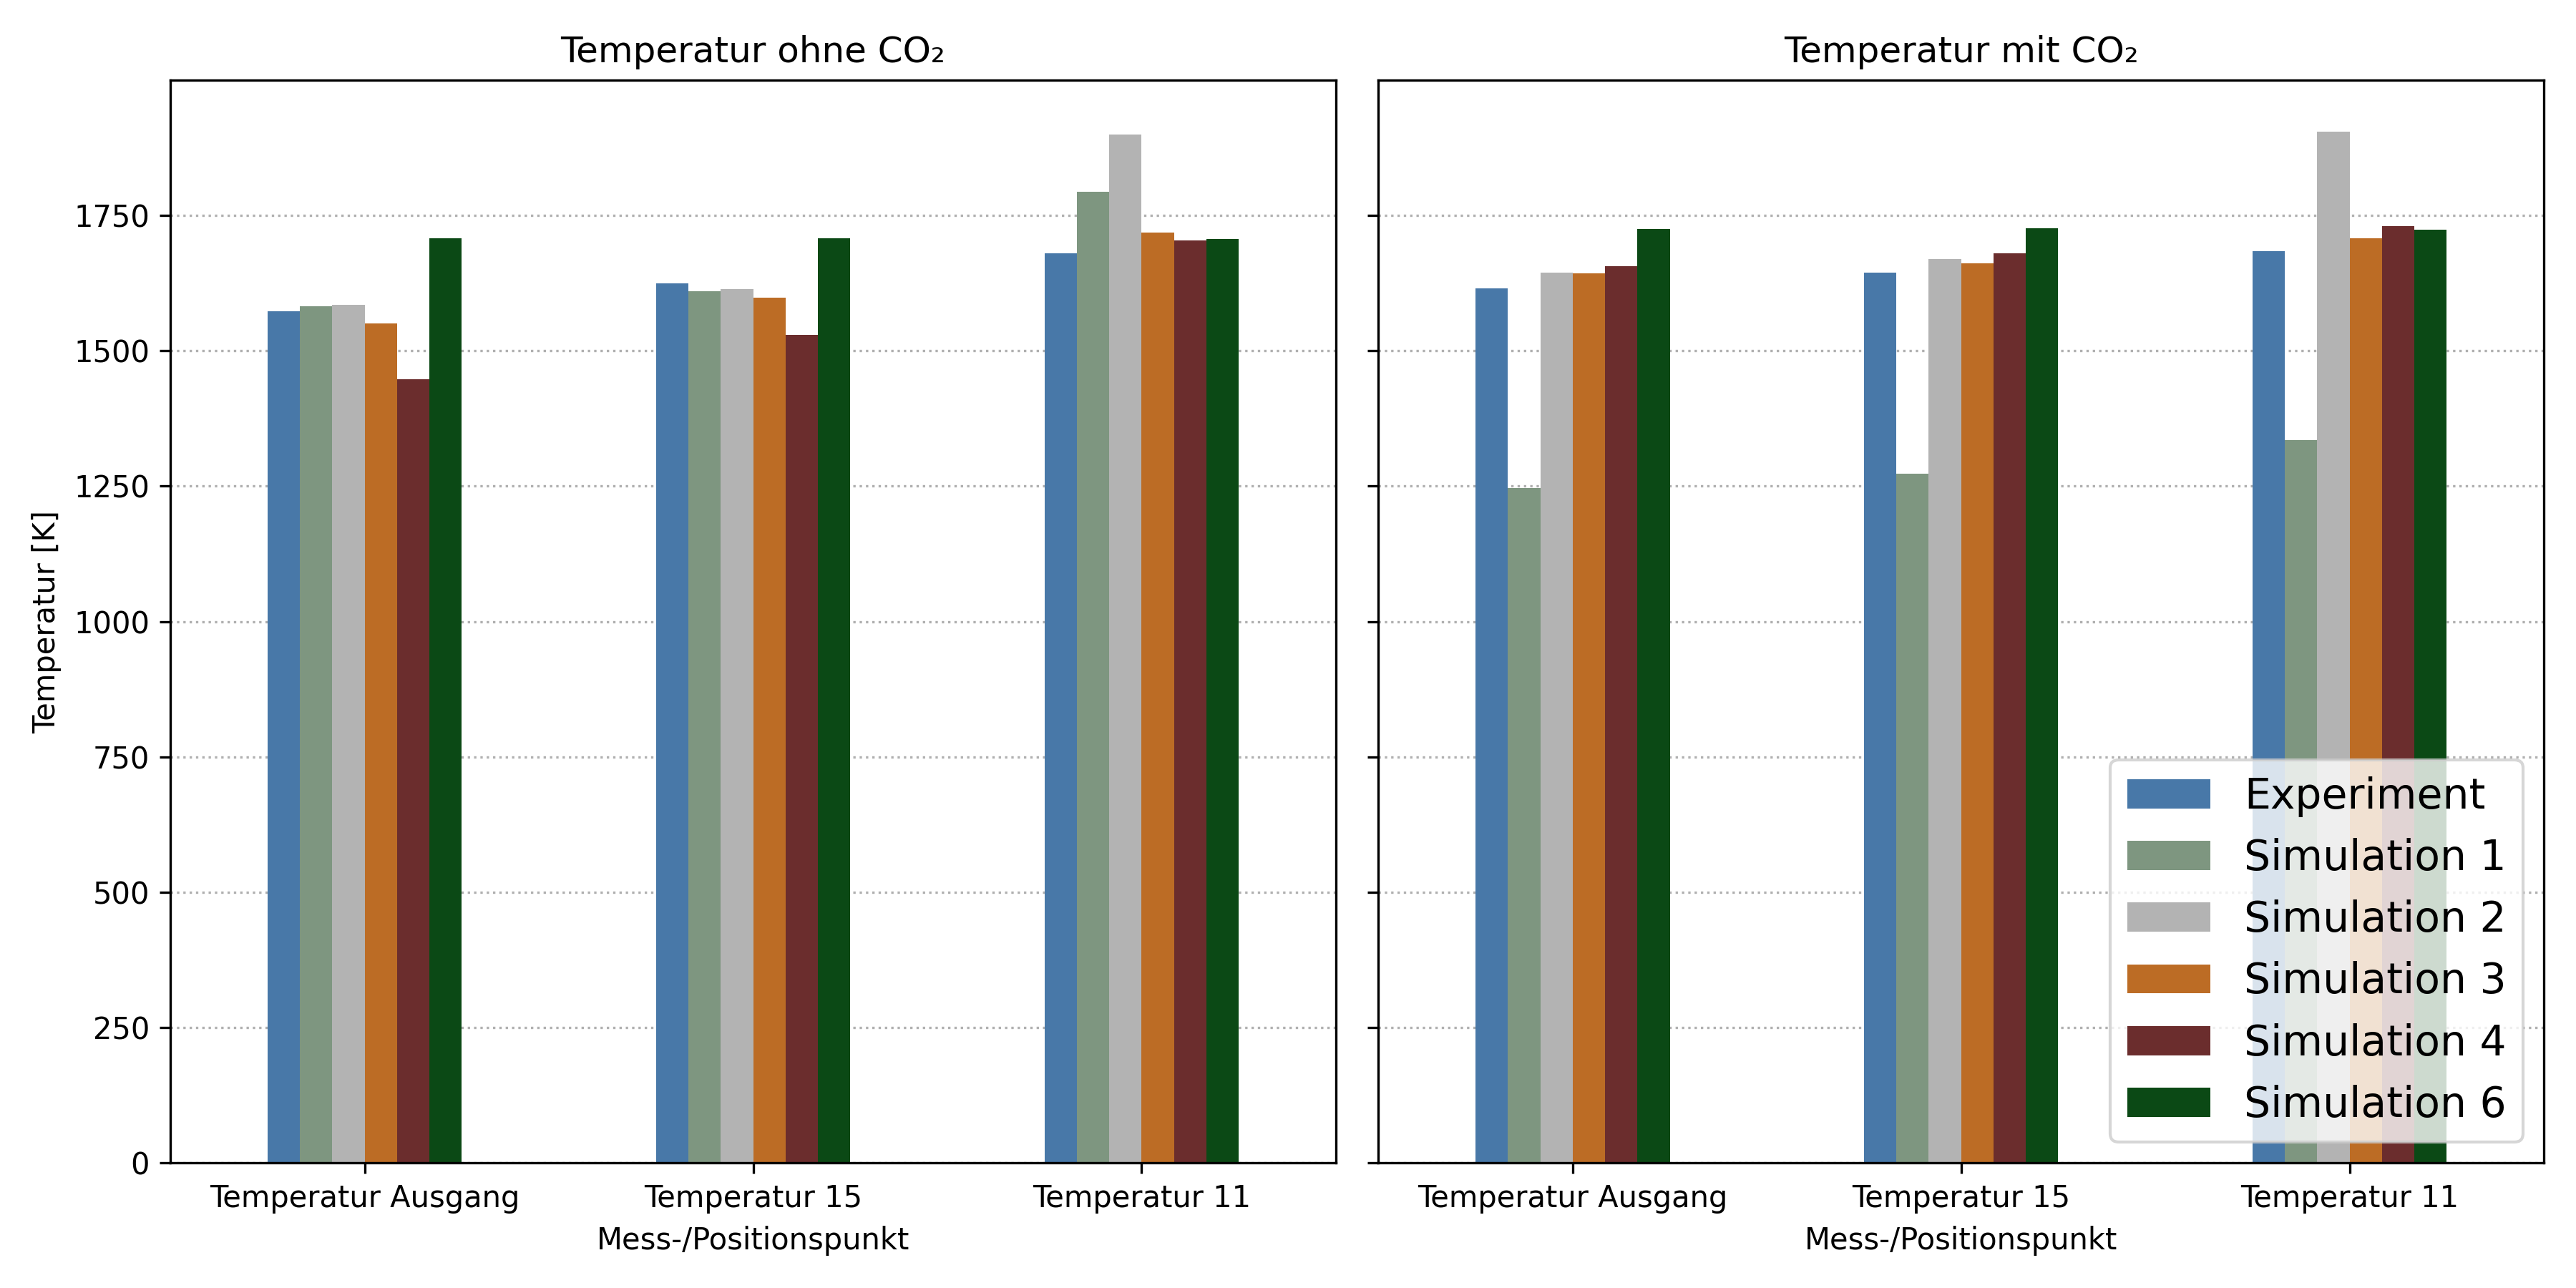 Temperatur ohne CO₂
Temperatur [K]
1750
1500
1250
1000
750
500
250
0
Temperatur Ausgang
Temperatur 15
Temperatur 11
Mess-/Positionspunkt
Temperatur mit CO₂
Experiment
Simulation 1
Simulation 2
Simulation 3
Simulation 4
Simulation 6
Temperatur Ausgang
Temperatur 15
Temperatur 11
Mess-/Positionspunkt